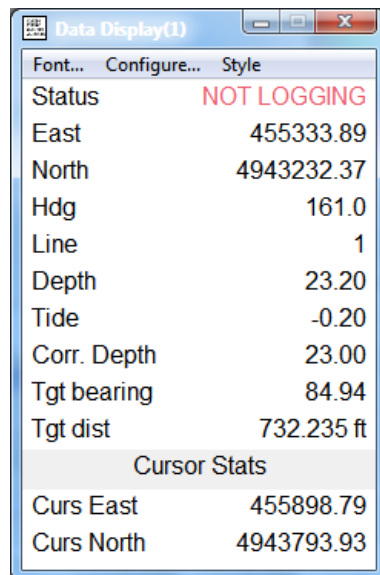 Data Display(1)
Font... Configure... Style
Status NOT LOGGING
East 455333.89
North 4943232.37
Hdg 161.0
Line 1
Depth 23.20
Tide -0.20
Corr. Depth 23.00
Tgt bearing 84.94
Tgt dist 732.235 ft
Cursor Stats
Curs East 455898.79
Curs North 4943793.93